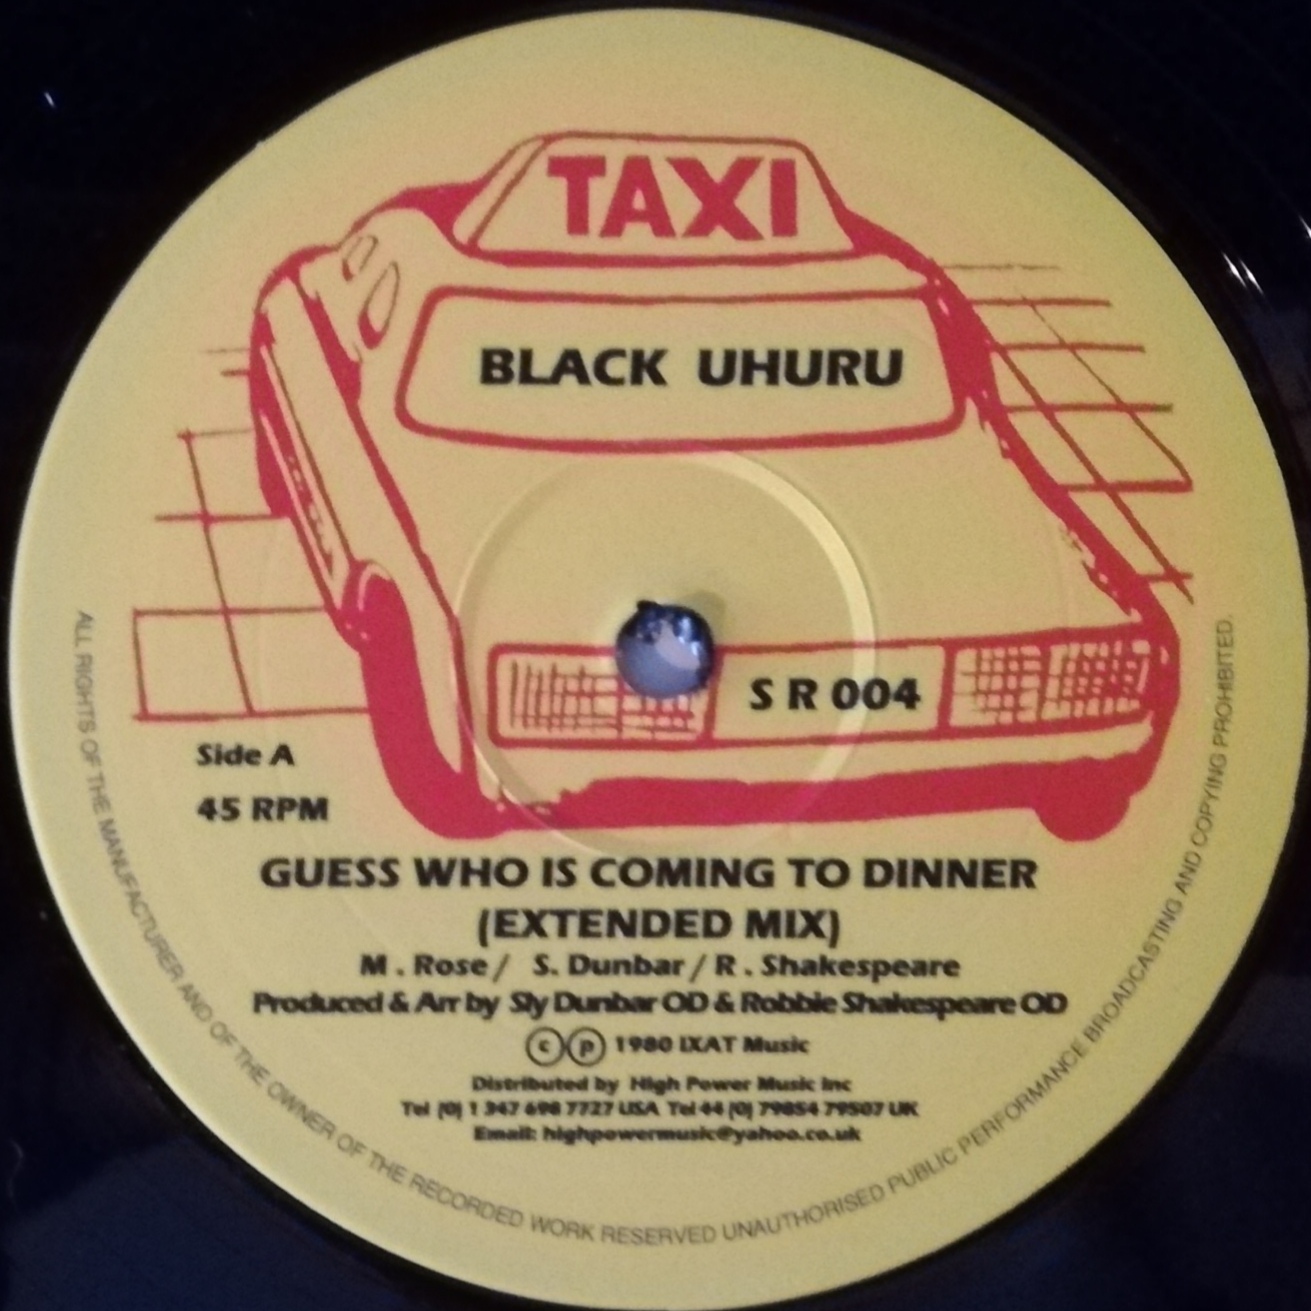 TAXI
BLACK UHURU
S R 004
Side A
45 RPM
GUESS WHO IS COMING TO DINNER
(EXTENDED MIX)
M . Rose / S. Dunbar / R . Shakespeare
Produced & Arr by Sly Dunbar OD & Robbie Shakespeare OD
c p 1980 IXAT Music
Distributed by High Power Music Inc
Tel (0) 1 347 698 7727 USA Tel 44 (0) 79854 79507 UK
Email: highpowermusic@yahoo.co.uk
ALL RIGHTS OF THE MANUFACTURER AND OF THE OWNER OF THE RECORDED WORK RESERVED UNAUTHORISED PUBLIC PERFORMANCE BROADCASTING AND COPYING PROHIBITED.